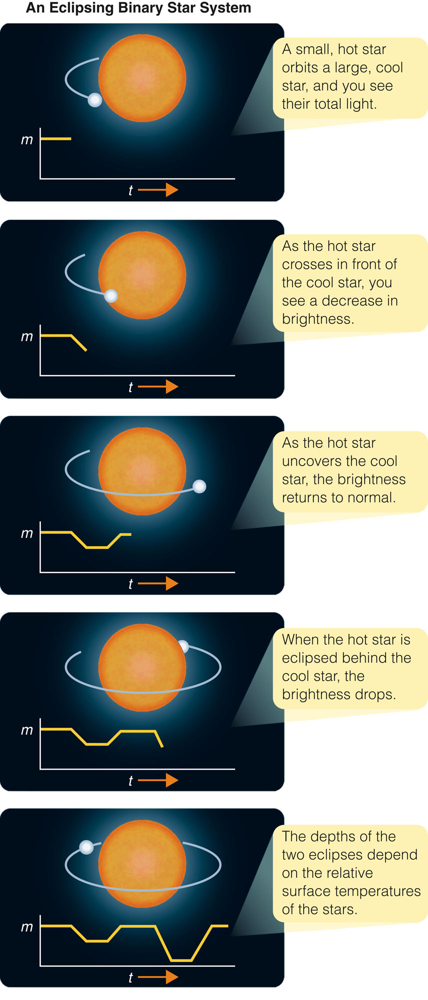 An Eclipsing Binary Star System
A small, hot star
orbits a large, cool
star, and you see
their total light.
m
t
As the hot star
crosses in front of
the cool star, you
see a decrease in
brightness.
m
t
As the hot star
uncovers the cool
star, the brightness
returns to normal.
m
t
When the hot star is
eclipsed behind the
cool star, the
brightness drops.
m
t
The depths of the
two eclipses depend
on the relative
surface temperatures
of the stars.
m
t